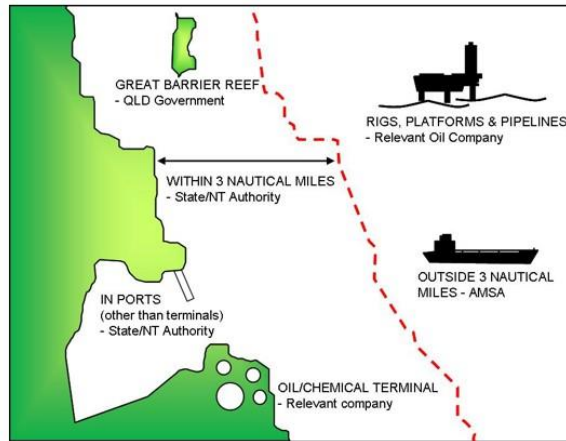 GREAT BARRIER REEF
- QLD Government
RIGS, PLATFORMS & PIPELINES
- Relevant Oil Company
WITHIN 3 NAUTICAL MILES
- State/NT Authority
OUTSIDE 3 NAUTICAL
MILES - AMSA
IN PORTS
(other than terminals)
- State/NT Authority
OIL/CHEMICAL TERMINAL
- Relevant company